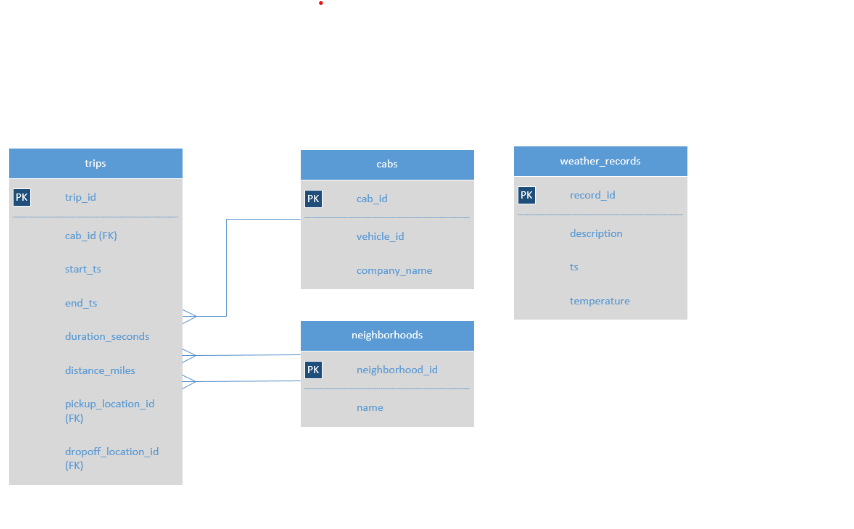 trips
PK trip_id
cab_id (FK)
start_ts
end_ts
duration_seconds
distance_miles
pickup_location_id
(FK)
dropoff_location_id
(FK)
cabs
PK cab_id
vehicle_id
company_name
neighborhoods
PK neighborhood_id
name
weather_records
PK record_id
description
ts
temperature